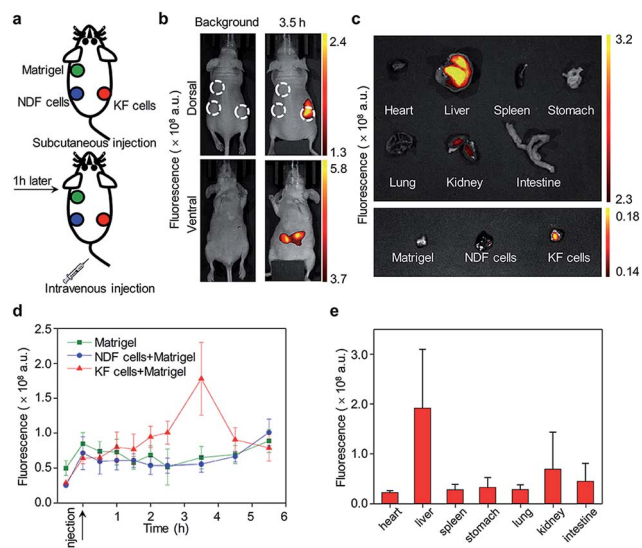 a
Matrigel
NDF cells
KF cells
Subcutaneous injection
1h later
Intravenous injection
b
Background
3.5 h
Dorsal
Ventral
Fluorescence ( × 10⁸ a.u.)
2.4
1.3
5.8
3.7
c
Fluorescence ( × 10⁸ a.u.)
Heart
Liver
Spleen
Stomach
Lung
Kidney
Intestine
3.2
2.3
Matrigel
NDF cells
KF cells
0.18
0.14
d
Fluorescence ( × 10⁸ a.u.)
2.5
2.0
1.5
1.0
0.5
0.0
Matrigel
NDF cells+Matrigel
KF cells+Matrigel
0 1 2 3 4 5 6
Time (h)
injection
e
Fluorescence ( × 10⁸ a.u.)
3.0
2.0
1.0
0.0
heart
liver
spleen
stomach
lung
kidney
intestine